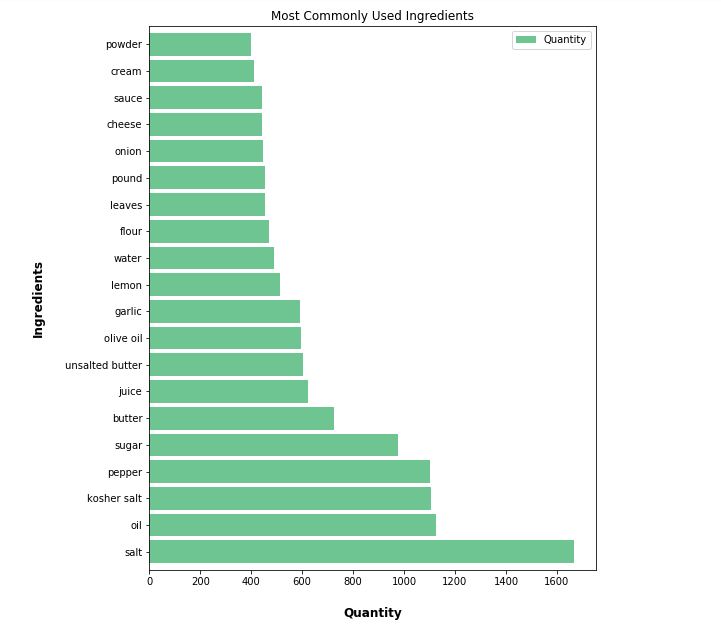 Most Commonly Used Ingredients
Quantity
powder
cream
sauce
cheese
onion
pound
leaves
flour
water
lemon
garlic
olive oil
unsalted butter
juice
butter
sugar
pepper
kosher salt
oil
salt
Ingredients
0 200 400 600 800 1000 1200 1400 1600
Quantity